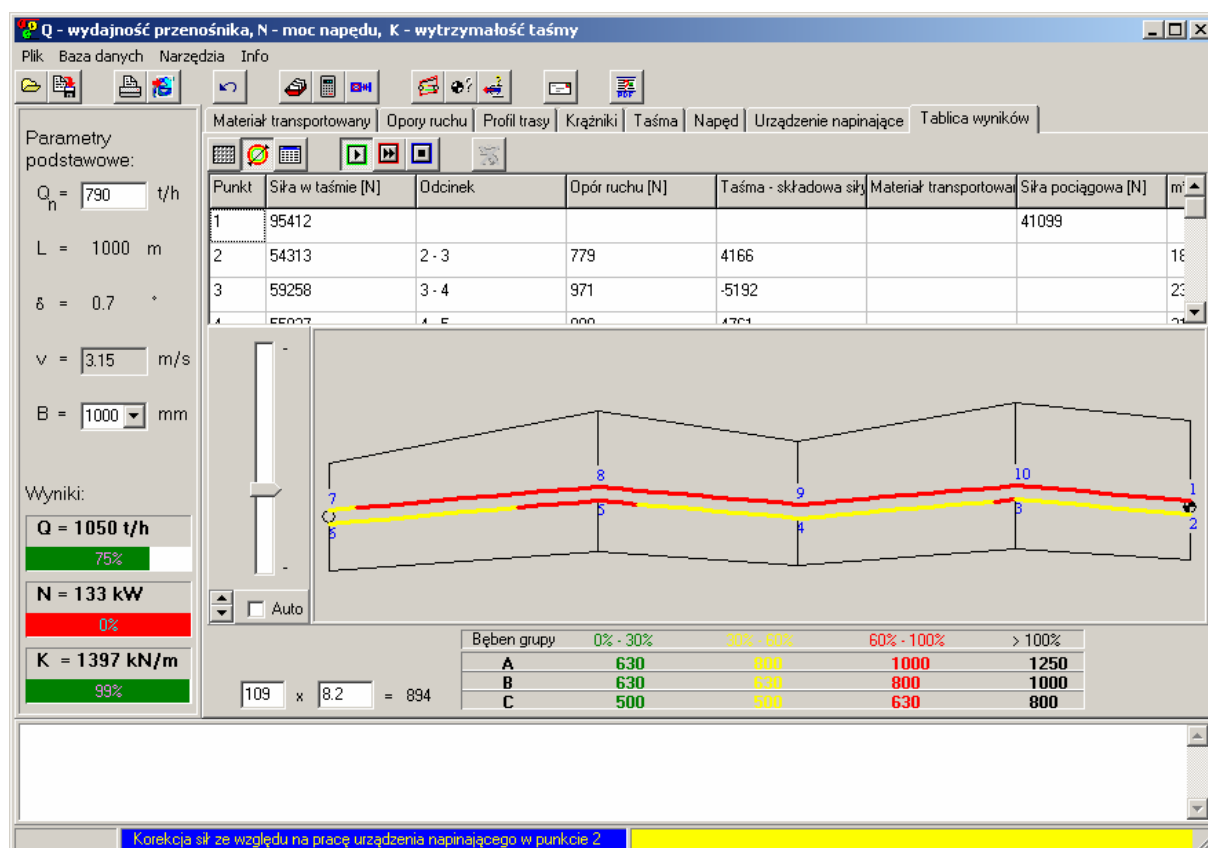 Q - wydajność przenośnika, N - moc napędu, K - wytrzymałość taśmy
Plik Baza danych Narzędzia Info
PDF
Materiał transportowany Opory ruchu Profil trasy Krążniki Taśma Napęd Urządzenie napinające Tablica wyników
Parametry
podstawowe:
Qn = 790 t/h
L = 1000 m
δ = 0.7 °
v = 3.15 m/s
B = 1000 mm
Wyniki:
Q = 1050 t/h
75%
N = 133 kW
0%
K = 1397 kN/m
99%
Punkt Siła w taśmie [N] Odcinek Opór ruchu [N] Taśma - składowa siły Materiał Siła pociągowa [N]
1 95412 41099
2 54313 2 - 3 779 4166 18
3 59258 3 - 4 971 -5192 23
-
-
Auto
7 8 9 10 1
6 5 4 3 2
Bęben grupy 0% - 30% 30% - 60% 60% - 100% > 100%
A 630 800 1000 1250
B 630 630 800 1000
C 500 500 630 800
109 x 8.2 = 894
Korekcja sił ze względu na pracę urządzenia napinającego w punkcie 2